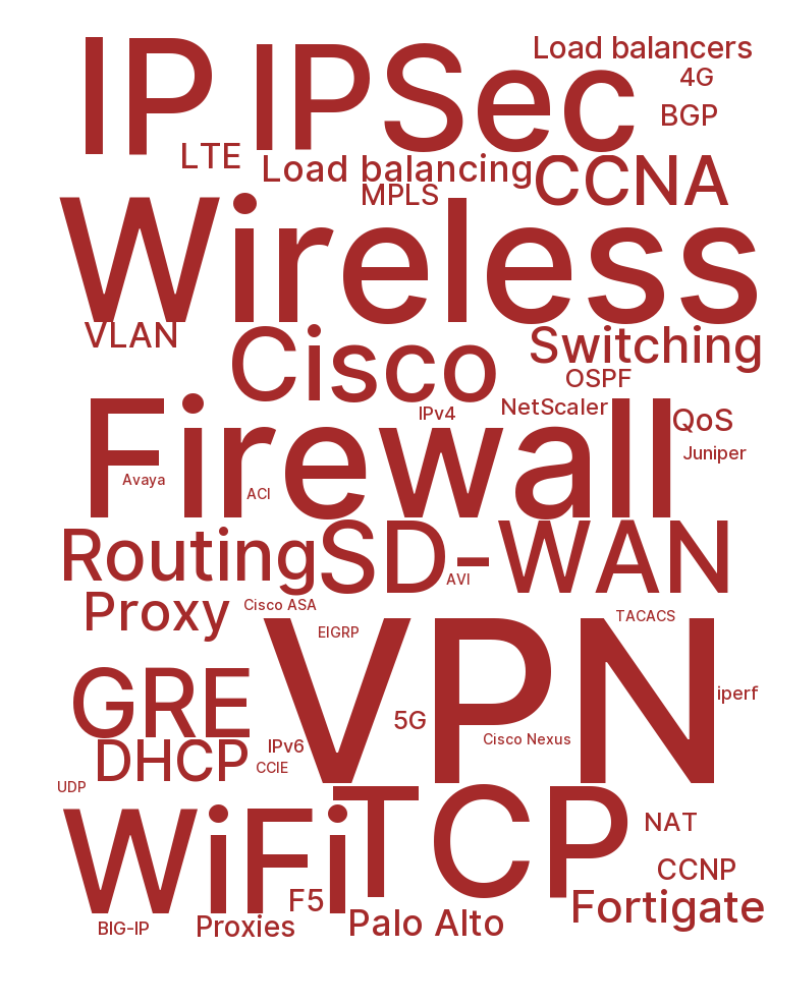 IP IPSec Load balancers
4G
BGP
LTE Load balancing CCNA
MPLS
Wireless
VLAN Cisco Switching
OSPF
IPv4 NetScaler QoS
Firewall Juniper
Avaya ACI
Routing SD-WAN
AVI
Proxy Cisco ASA TACACS
EIGRP
VPN
GRE iperf
5G
DHCP IPv6 Cisco Nexus
CCIE
UDP
WiFi TCP NAT
CCNP
F5 Fortigate
BIG-IP Proxies Palo Alto